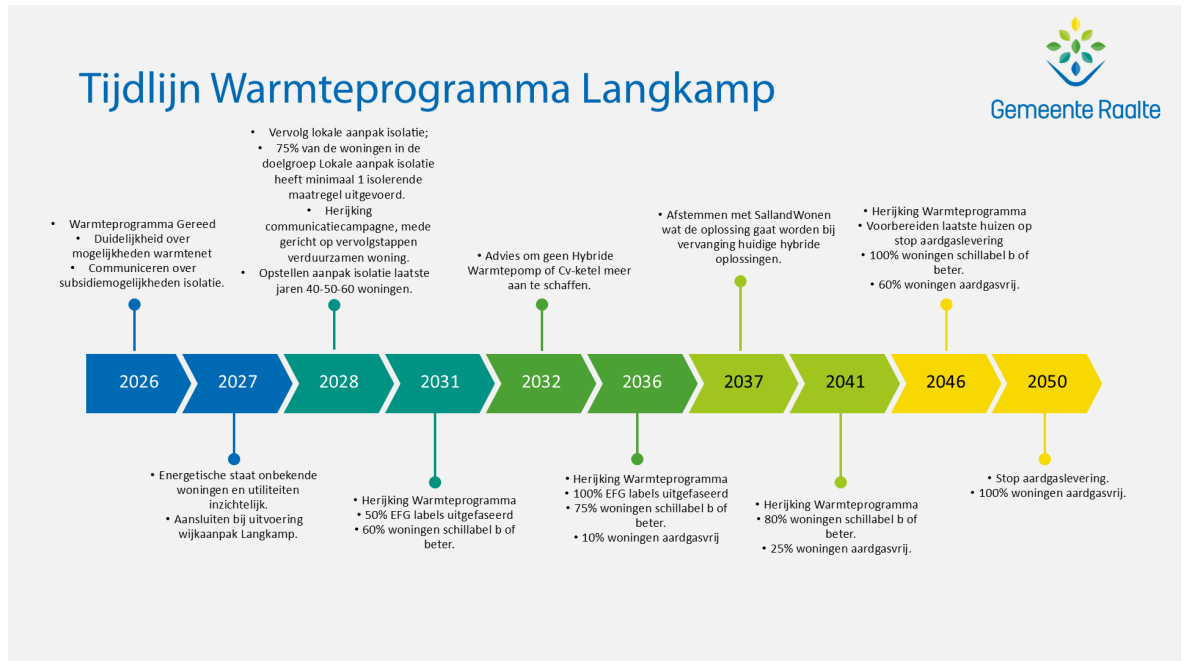 Tijdlijn Warmteprogramma Langkamp
Gemeente Raalte
• Warmteprogramma Gereed
• Duidelijkheid over
mogelijkheden warmtenet
• Communiceren over
subsidiemogelijkheden isolatie.
• Vervolg lokale aanpak isolatie;
• 75% van de woningen in de
doelgroep Lokale aanpak isolatie
heeft minimaal 1 isolerende
maatregel uitgevoerd.
• Herijking
communicatiecampagne, mede
gericht op vervolgstappen
verduurzamen woning.
• Opstellen aanpak isolatie laatste
jaren 40-50-60 woningen.
• Advies om geen Hybride
Warmtepomp of Cv-ketel meer
aan te schaffen.
• Afstemmen met SallandWonen
wat de oplossing gaat worden bij
vervanging huidige hybride
oplossingen.
• Herijking Warmteprogramma
• Voorbereiden laatste huizen op
stop aardgaslevering
• 100% woningen schillabel b of
beter.
• 60% woningen aardgasvrij.
2026
2027
2028
2031
2032
2036
2037
2041
2046
2050
• Energetische staat onbekende
woningen en utiliteiten
inzichtelijk.
• Aansluiten bij uitvoering
wijkaanpak Langkamp.
• Herijking Warmteprogramma
• 50% EFG labels uitgefaseerd
• 60% woningen schillabel b of
beter.
• Herijking Warmteprogramma
• 100% EFG labels uitgefaseerd
• 75% woningen schillabel b of
beter.
• 10% woningen aardgasvrij
• Herijking Warmteprogramma
• 80% woningen schillabel b of
beter.
• 25% woningen aardgasvrij.
• Stop aardgaslevering.
• 100% woningen aardgasvrij.